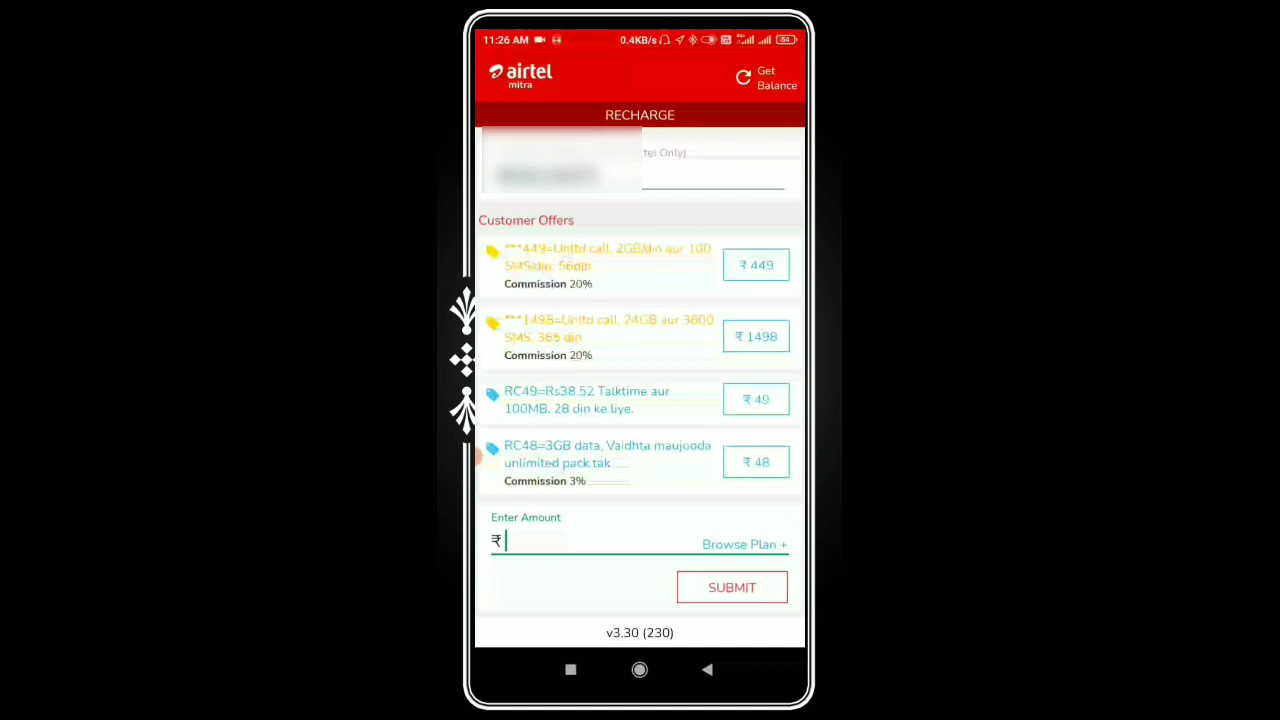 11:26 AM 0.4KB/s 54
airtel
mitra
Get
Balance
RECHARGE
Only)
Customer Offers
***449=Unltd call, 2GB/din aur 100
SMS/din, 56din
₹ 449
Commission 20%
***1498=Unltd call, 24GB aur 3600
SMS, 365 din
₹ 1498
Commission 20%
RC49=Rs38.52 Talktime aur
100MB, 28 din ke liye.
₹ 49
RC48=3GB data, Vaidhta maujooda
unlimited pack tak
₹ 48
Commission 3%
Enter Amount
₹
Browse Plan +
SUBMIT
v3.30 (230)